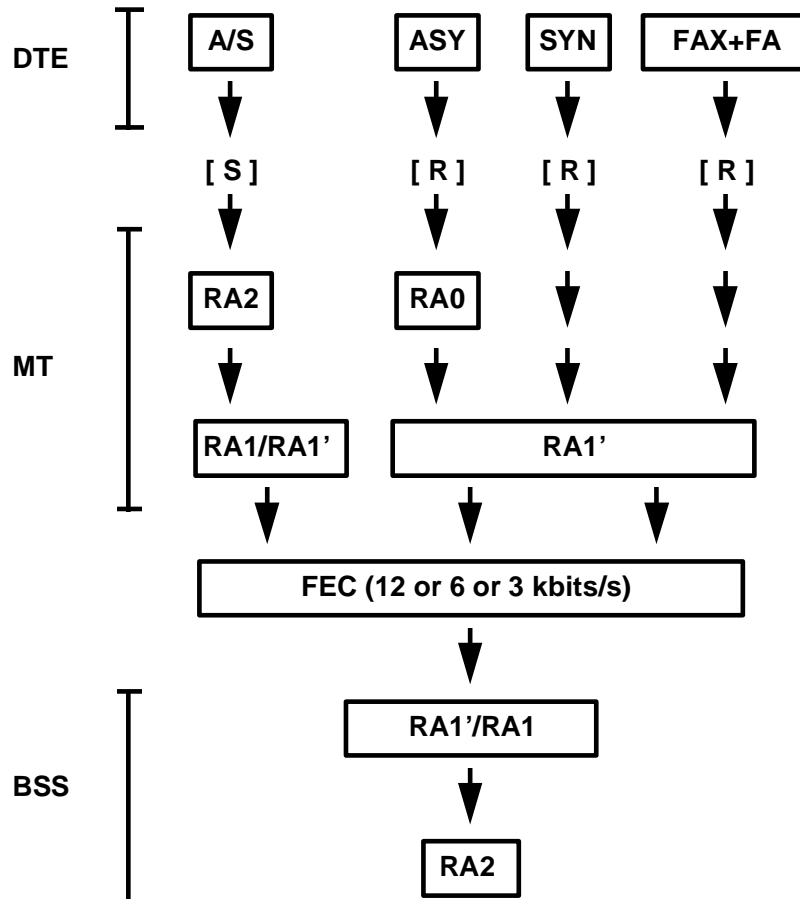 DTE
A/S ASY SYN FAX+FA
[ S ] [ R ] [ R ] [ R ]
MT
RA2 RA0
RA1/RA1’ RA1’
FEC (12 or 6 or 3 kbits/s)
BSS
RA1’/RA1
RA2